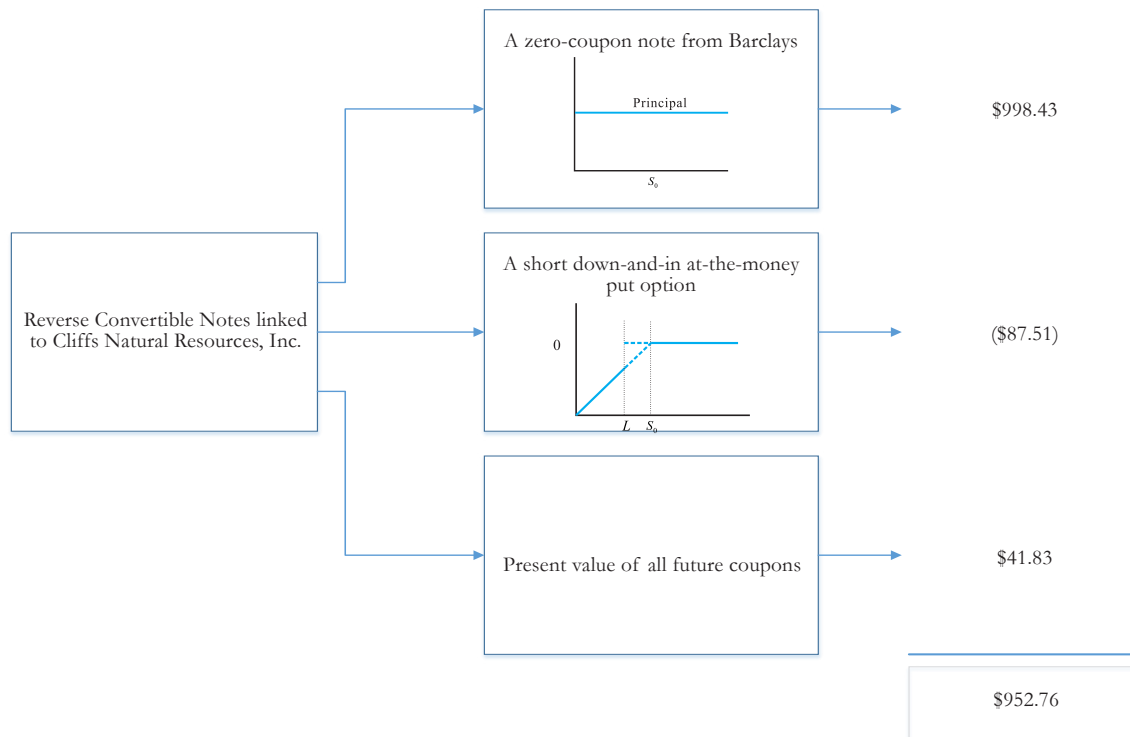 A zero-coupon note from Barclays
Principal
S₀
$998.43
Reverse Convertible Notes linked
to Cliffs Natural Resources, Inc.
A short down-and-in at-the-money
put option
0
L S₀
($87.51)
Present value of all future coupons
$41.83
$952.76